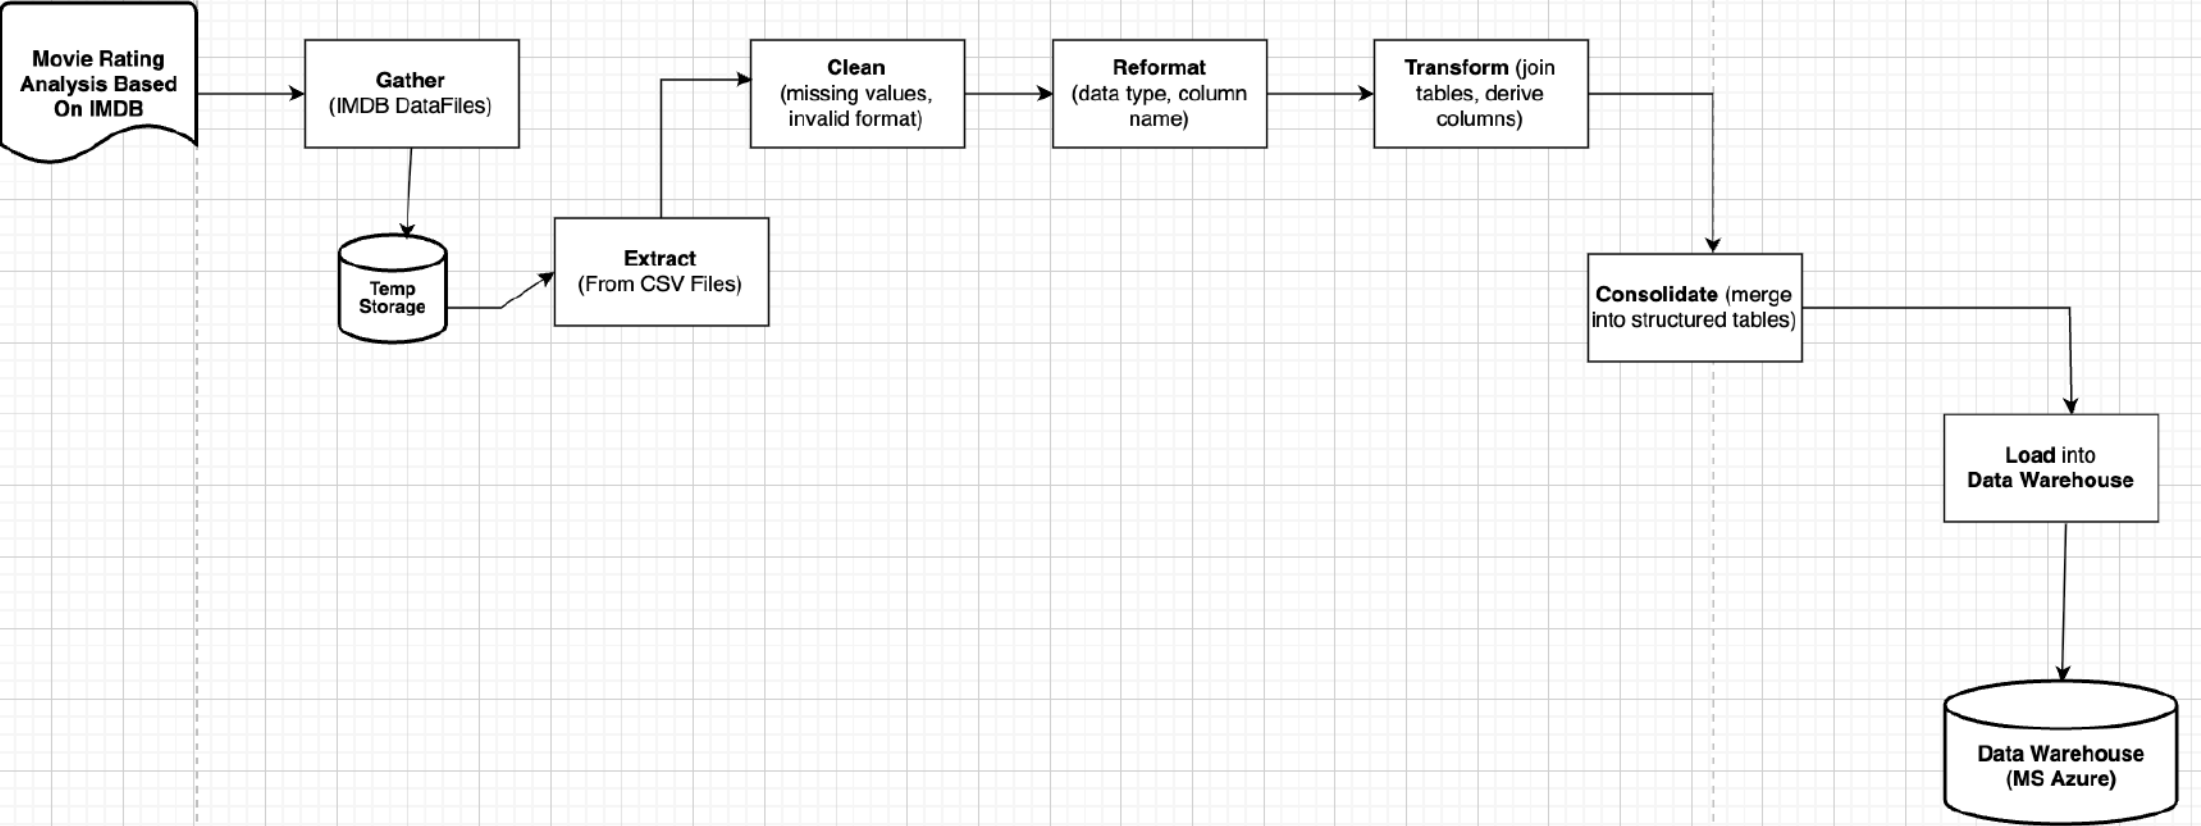 Movie Rating
Analysis Based
On IMDB
Gather
(IMDB DataFiles)
Temp
Storage
Extract
(From CSV Files)
Clean
(missing values,
invalid format)
Reformat
(data type, column
name)
Transform (join
tables, derive
columns)
Consolidate (merge
into structured tables)
Load into
Data Warehouse
Data Warehouse
(MS Azure)